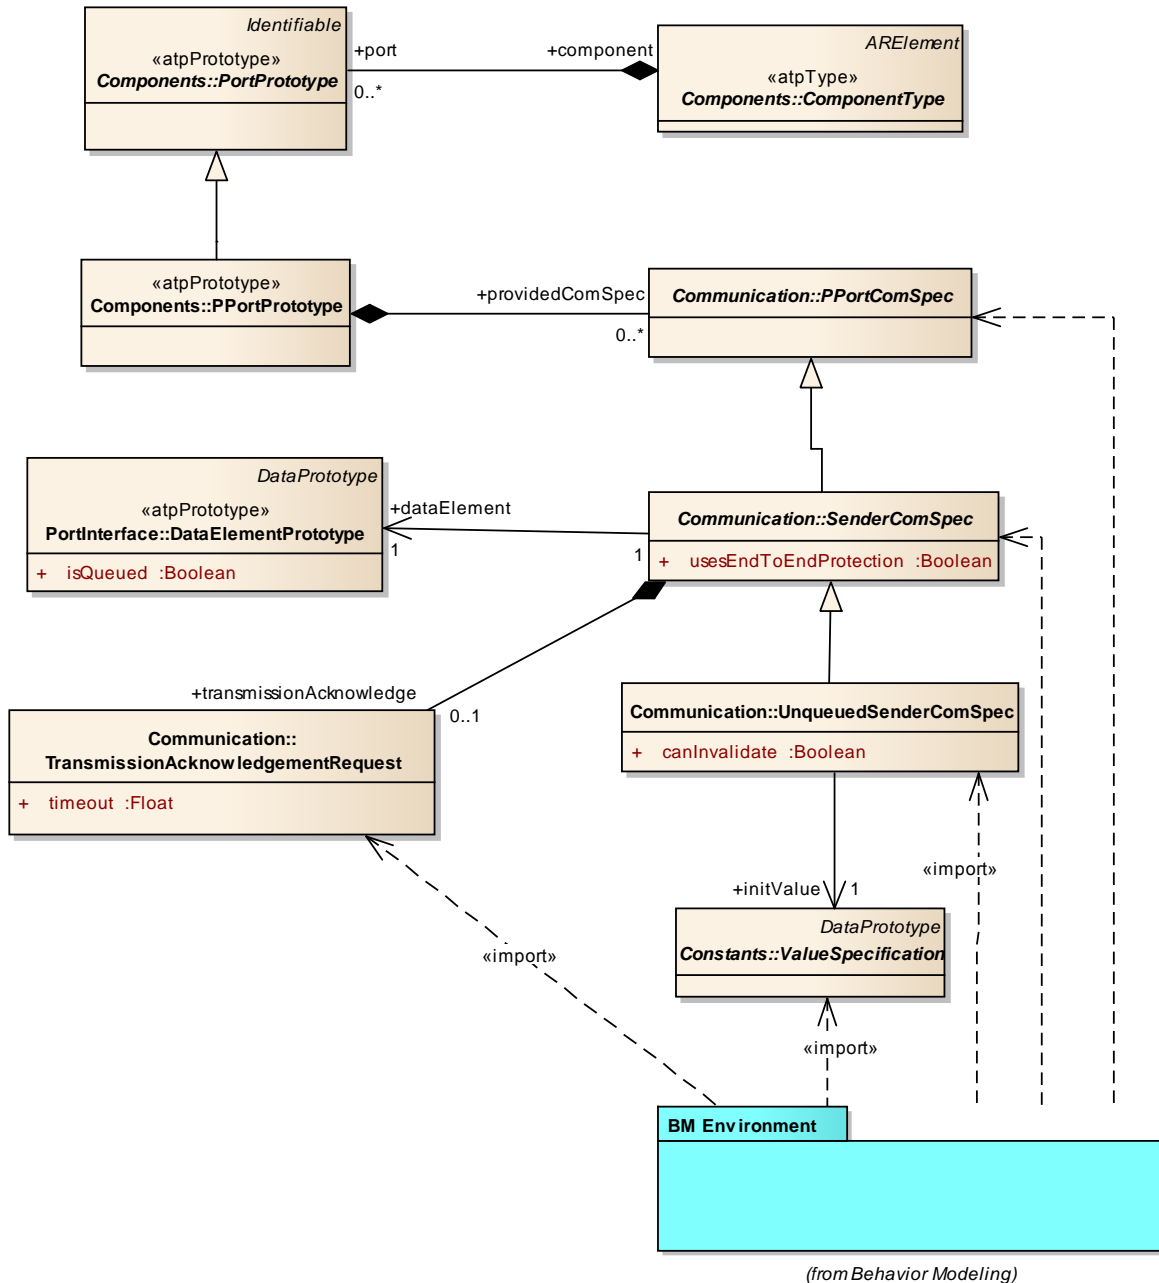 Identifiable
«atpPrototype»
Components::PortPrototype
+port
0..*
+component
ARElement
«atpType»
Components::ComponentType
«atpPrototype»
Components::PPortPrototype
+providedComSpec
0..*
Communication::PPortComSpec
DataPrototype
«atpPrototype»
PortInterface::DataElementPrototype
+ isQueued :Boolean
+dataElement
1
1
Communication::SenderComSpec
+ usesEndToEndProtection :Boolean
+transmissionAcknowledge
0..1
Communication::
TransmissionAcknowledgementRequest
+ timeout :Float
Communication::UnqueuedSenderComSpec
+ canInvalidate :Boolean
«import»
+initValue
1
DataPrototype
Constants::ValueSpecification
«import»
«import»
BM Environment
(from Behavior Modeling)